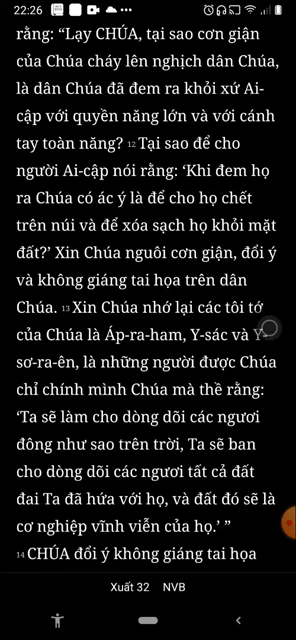 22:26
rằng: “Lạy CHÚA, tại sao cơn giận
của Chúa cháy lên nghịch dân Chúa,
là dân Chúa đã đem ra khỏi xứ Ai-
cập với quyền năng lớn và với cánh
tay toàn năng? 12 Tại sao để cho
người Ai-cập nói rằng: ‘Khi đem họ
ra Chúa có ác ý là để cho họ chết
trên núi và để xóa sạch họ khỏi mặt
đất?’ Xin Chúa nguôi cơn giận, đổi ý
và không giáng tai họa trên dân
Chúa. 13 Xin Chúa nhớ lại các tôi tớ
của Chúa là Áp-ra-ham, Y-sác và Y-
sơ-ra-ên, là những người được Chúa
chỉ chính mình Chúa mà thề rằng:
‘Ta sẽ làm cho dòng dõi các ngươi
đông như sao trên trời, Ta sẽ ban
cho dòng dõi các ngươi tất cả đất
đai Ta đã hứa với họ, và đất đó sẽ là
cơ nghiệp vĩnh viễn của họ.’ ”
14 CHÚA đổi ý không giáng tai họa
Xuất 32 NVB